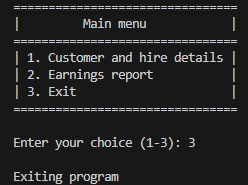 ==================================
|        Main menu               |
==================================
| 1. Customer and hire details |
| 2. Earnings report           |
| 3. Exit                      |
==================================
Enter your choice (1-3): 3
Exiting program